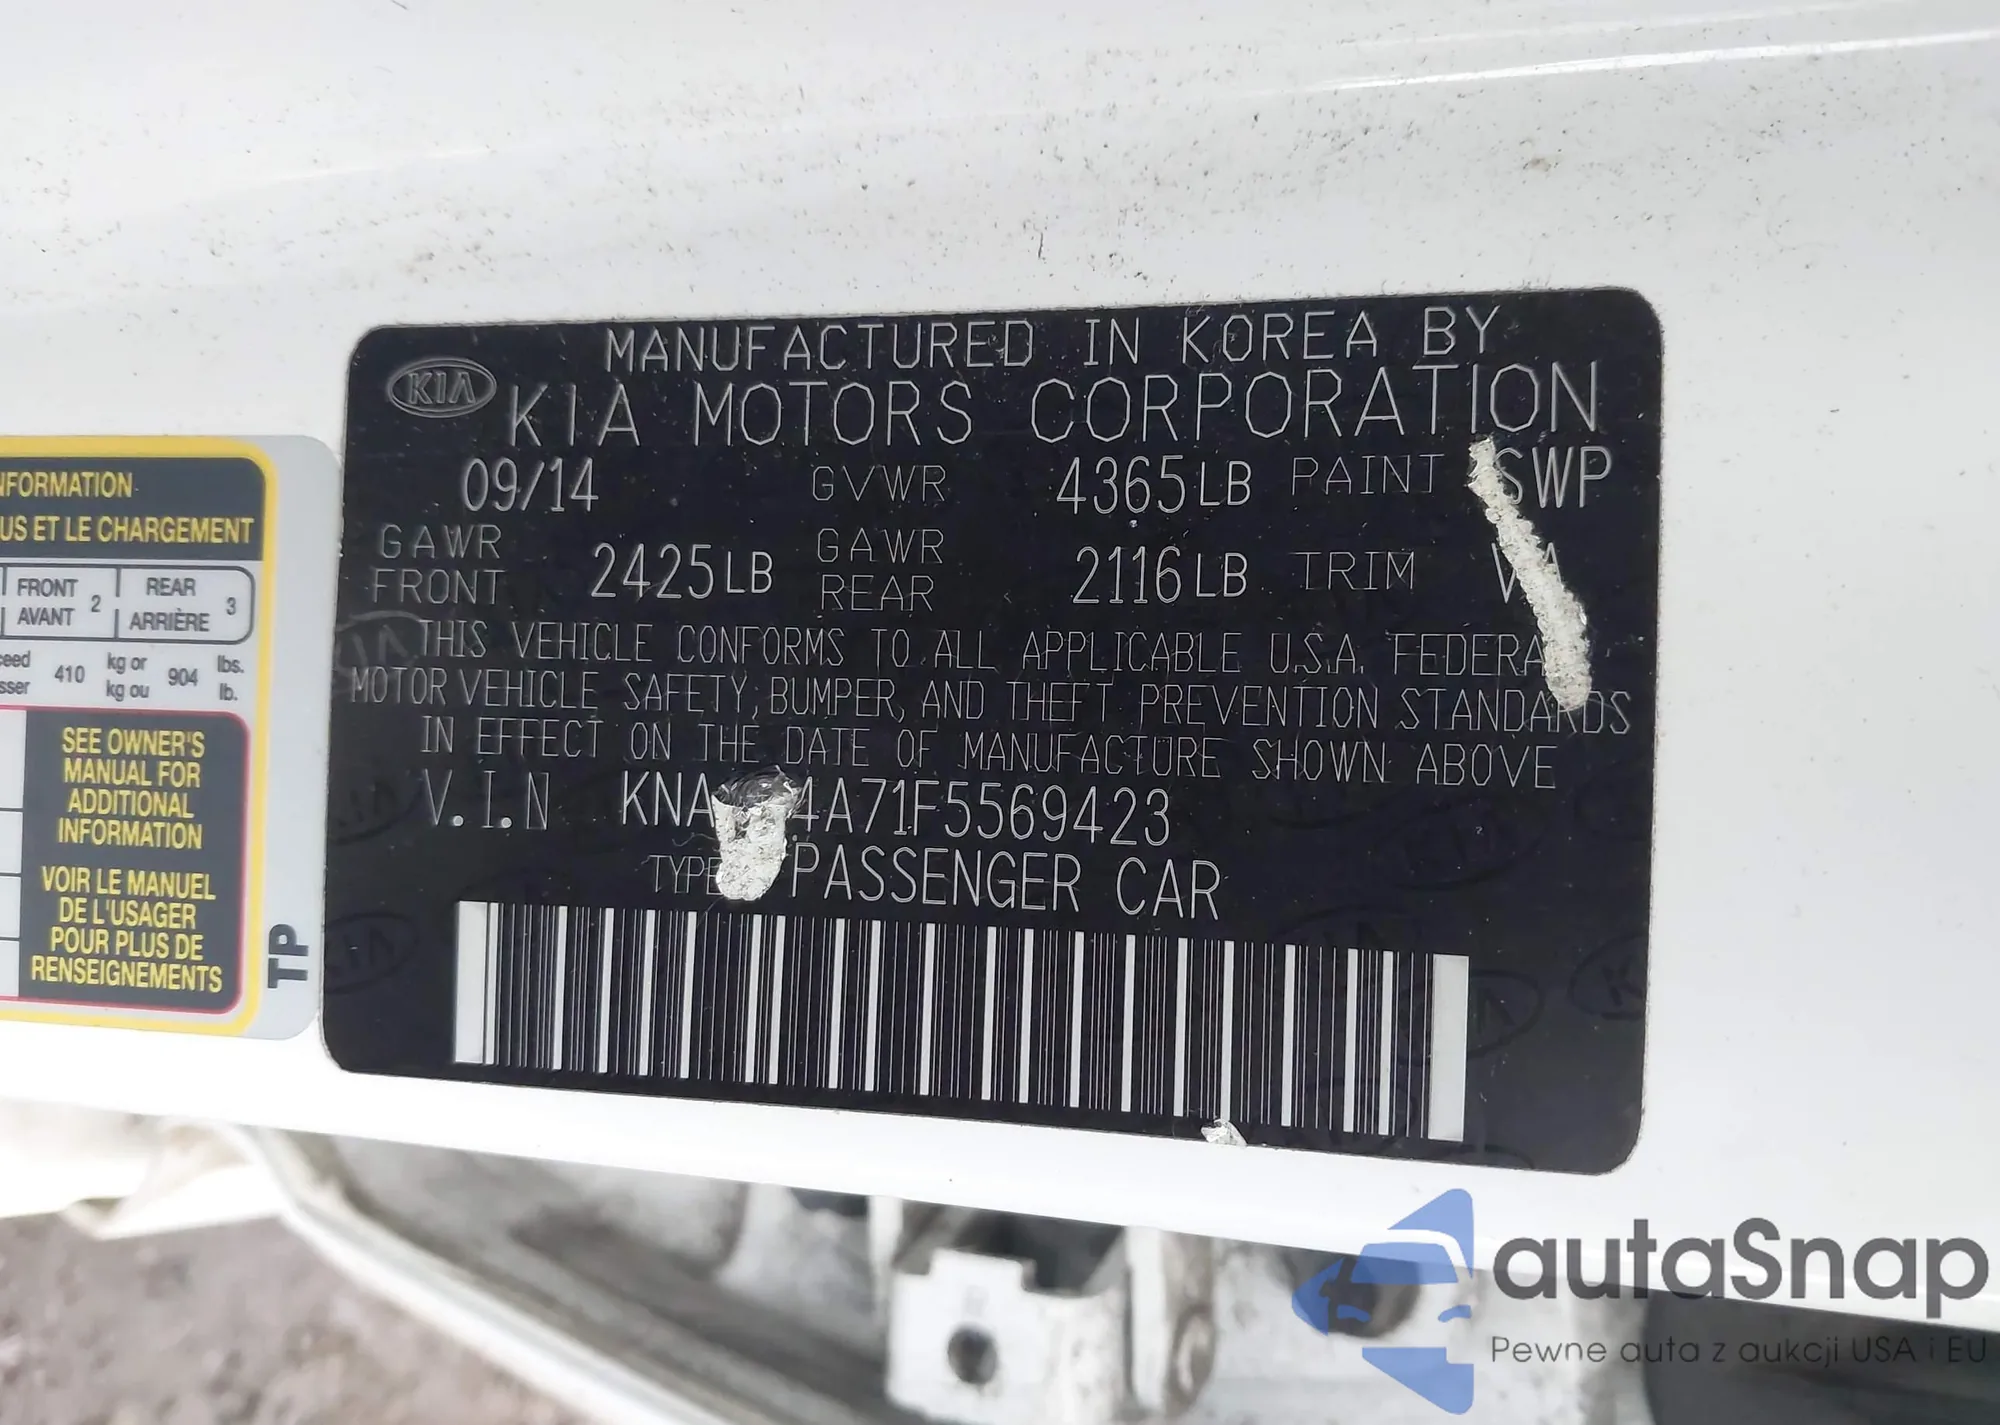 MANUFACTURED IN KOREA BY
KIA
KIA MOTORS CORPORATION
09/14 GVWR 4365LB PAINT SWP
GAWR FRONT 2425LB GAWR REAR 2116LB TRIM
THIS VEHICLE CONFORMS TO ALL APPLICABLE U.S.A. FEDERA
MOTOR VEHICLE SAFETY, BUMPER, AND THEFT PREVENTION STANDARDS
IN EFFECT ON THE DATE OF MANUFACTURE SHOWN ABOVE
V.I.N KNA 4A71F5569423
TYPE PASSENGER CAR
NFORMATION
US ET LE CHARGEMENT
FRONT AVANT 2 REAR ARRIÈRE 3
ceed 410 kg or 904 lbs.
sser kg ou lb.
SEE OWNER'S
MANUAL FOR
ADDITIONAL
INFORMATION
VOIR LE MANUEL
DE L'USAGER
POUR PLUS DE
RENSEIGNEMENTS
TP
autaSnap
Pewne auta z aukcji USA i EU